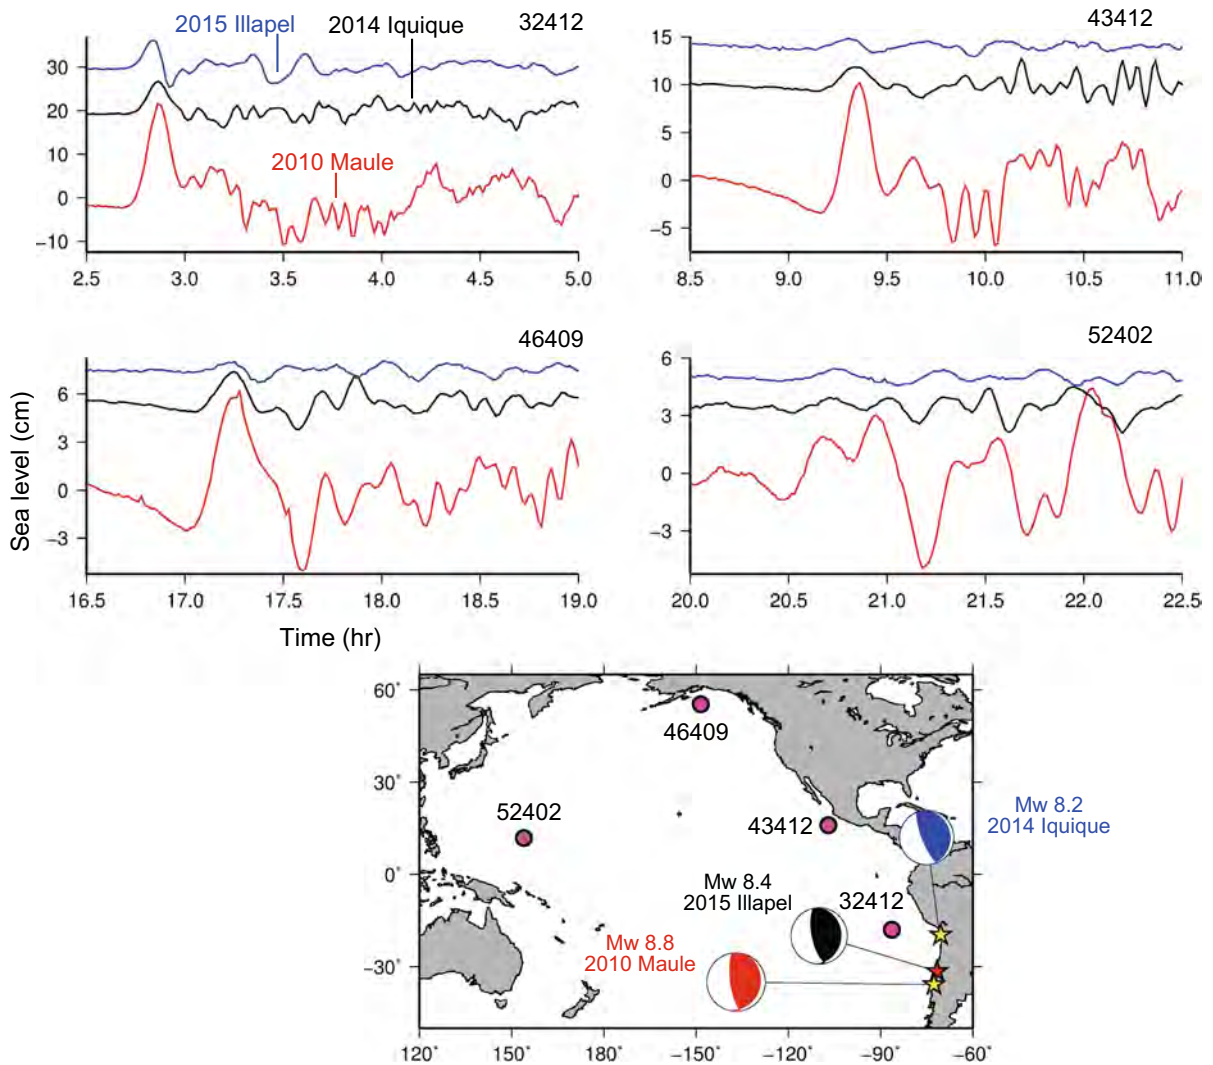 2015 Illapel
2014 Iquique
32412
30
20
10
0
−10
2010 Maule
2.5 3.0 3.5 4.0 4.5 5.0
43412
15
10
5
0
−5
8.5 9.0 9.5 10.0 10.5 11.0
46409
6
3
0
−3
16.5 17.0 17.5 18.0 18.5 19.0
52402
6
3
0
−3
20.0 20.5 21.0 21.5 22.0 22.5
Sea level (cm)
Time (hr)
60˚
30˚
0˚
−30˚
46409
52402
43412
32412
Mw 8.2
2014 Iquique
Mw 8.4
2015 Illapel
Mw 8.8
2010 Maule
120˚ 150˚ 180˚ −150˚ −120˚ −90˚ −60˚